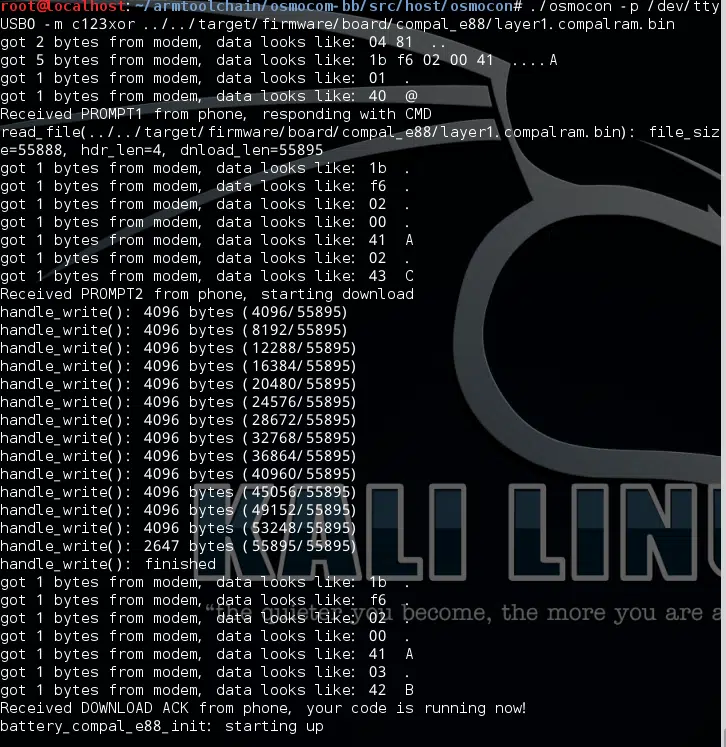 root@localhost:~/armtoolchain/osmocom-bb/src/host/osmocon# ./osmocon -p /dev/tty
USB0 -m c123xor ../../target/firmware/board/compal_e88/layer1.compalram.bin
got 2 bytes from modem, data looks like: 04 81  ..
got 5 bytes from modem, data looks like: 1b f6 02 00 41  ....A
got 1 bytes from modem, data looks like: 01  .
got 1 bytes from modem, data looks like: 40  @
Received PROMPT1 from phone, responding with CMD
read_file(../../target/firmware/board/compal_e88/layer1.compalram.bin): file_siz
e=55888, hdr_len=4, dnload_len=55895
got 1 bytes from modem, data looks like: 1b  .
got 1 bytes from modem, data looks like: f6  .
got 1 bytes from modem, data looks like: 02  .
got 1 bytes from modem, data looks like: 00  .
got 1 bytes from modem, data looks like: 41  A
got 1 bytes from modem, data looks like: 02  .
got 1 bytes from modem, data looks like: 43  C
Received PROMPT2 from phone, starting download
handle_write(): 4096 bytes (4096/55895)
handle_write(): 4096 bytes (8192/55895)
handle_write(): 4096 bytes (12288/55895)
handle_write(): 4096 bytes (16384/55895)
handle_write(): 4096 bytes (20480/55895)
handle_write(): 4096 bytes (24576/55895)
handle_write(): 4096 bytes (28672/55895)
handle_write(): 4096 bytes (32768/55895)
handle_write(): 4096 bytes (36864/55895)
handle_write(): 4096 bytes (40960/55895)
handle_write(): 4096 bytes (45056/55895)
handle_write(): 4096 bytes (49152/55895)
handle_write(): 4096 bytes (53248/55895)
handle_write(): 2647 bytes (55895/55895)
handle_write(): finished
KALI LINU
got 1 bytes from modem, data looks like: 1b  .
got 1 bytes from modem, data looks like: f6  .
"the quieter you become, the more you are a
got 1 bytes from modem, data looks like: 02  .
got 1 bytes from modem, data looks like: 00  .
got 1 bytes from modem, data looks like: 41  A
got 1 bytes from modem, data looks like: 03  .
got 1 bytes from modem, data looks like: 42  B
Received DOWNLOAD ACK from phone, your code is running now!
battery_compal_e88_init: starting up